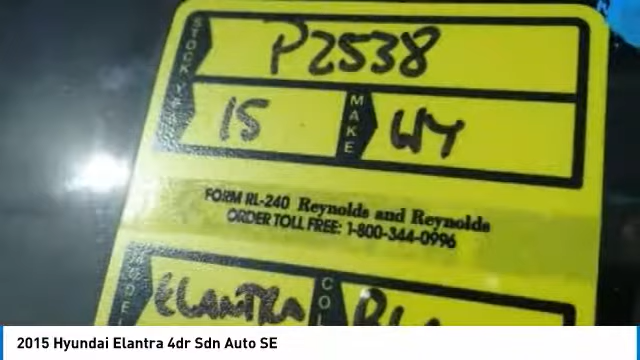 STOCK P2538
YEAR 15 MAKE HY
FORM RL-240 Reynolds and Reynolds
ORDER TOLL FREE: 1-800-344-0996
MODEL ELANTRA COL
2015 Hyundai Elantra 4dr Sdn Auto SE